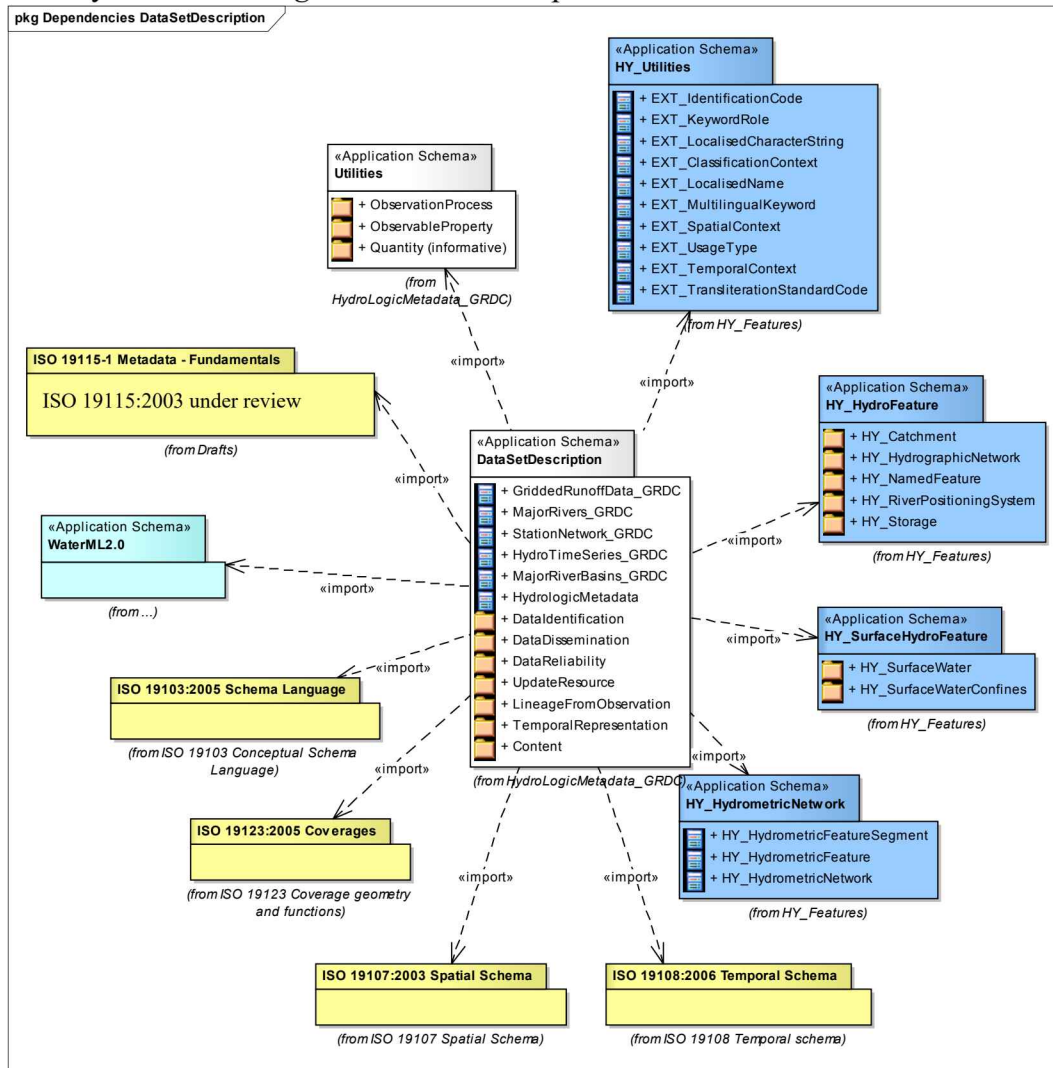 pkg Dependencies DataSetDescription
«Application Schema»
HY_Utilities
+ EXT_IdentificationCode
+ EXT_KeywordRole
+ EXT_LocalisedCharacterString
+ EXT_ClassificationContext
+ EXT_LocalisedName
+ EXT_MultilingualKeyword
+ EXT_SpatialContext
+ EXT_UsageType
+ EXT_TemporalContext
+ EXT_TransliterationStandardCode
(from HY_Features)
«Application Schema»
Utilities
+ ObservationProcess
+ ObservableProperty
+ Quantity (informative)
(from
HydroLogicMetadata_GRDC)
«import»
«import»
ISO 19115-1 Metadata - Fundamentals
ISO 19115:2003 under review
(from Drafts)
«import»
«Application Schema»
HY_HydroFeature
+ HY_Catchment
+ HY_HydrographicNetwork
+ HY_NamedFeature
+ HY_RiverPositioningSystem
+ HY_Storage
(from HY_Features)
«import»
«Application Schema»
DataSetDescription
+ GriddedRunoffData_GRDC
+ MajorRivers_GRDC
+ StationNetwork_GRDC
+ HydroTimeSeries_GRDC
+ MajorRiverBasins_GRDC
+ HydrologicMetadata
+ DataIdentification
+ DataDissemination
+ DataReliability
+ UpdateResource
+ LineageFromObservation
+ TemporalRepresentation
+ Content
(from HydroLogicMetadata_GRDC)
«Application Schema»
WaterML2.0
(from ...)
«import»
«Application Schema»
HY_SurfaceHydroFeature
+ HY_SurfaceWater
+ HY_SurfaceWaterConfines
(from HY_Features)
«import»
ISO 19103:2005 Schema Language
(from ISO 19103 Conceptual Schema
Language)
«import»
«Application Schema»
HY_HydrometricNetwork
+ HY_HydrometricFeatureSegment
+ HY_HydrometricFeature
+ HY_HydrometricNetwork
(from HY_Features)
«import»
ISO 19123:2005 Coverages
(from ISO 19123 Coverage geometry
and functions)
«import»
«import»
«import»
ISO 19107:2003 Spatial Schema
(from ISO 19107 Spatial Schema)
ISO 19108:2006 Temporal Schema
(from ISO 19108 Temporal schema)